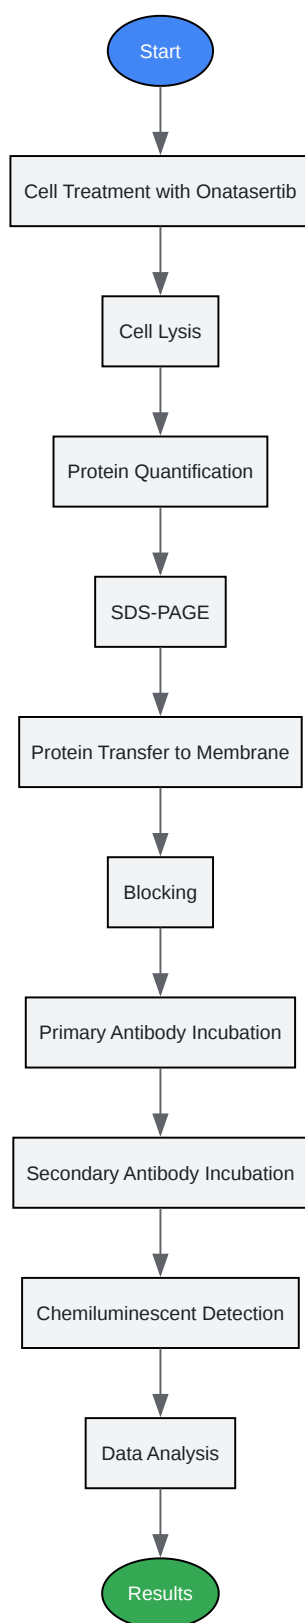 Start
Cell Treatment with Onatasertib
Cell Lysis
Protein Quantification
SDS-PAGE
Protein Transfer to Membrane
Blocking
Primary Antibody Incubation
Secondary Antibody Incubation
Chemiluminescent Detection
Data Analysis
Results